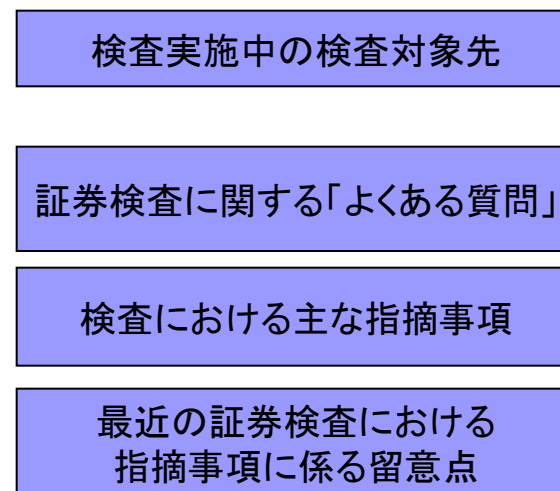 検査実施中の検査対象先
証券検査に関する「よくある質問」
検査における主な指摘事項
最近の証券検査における
指摘事項に係る留意点